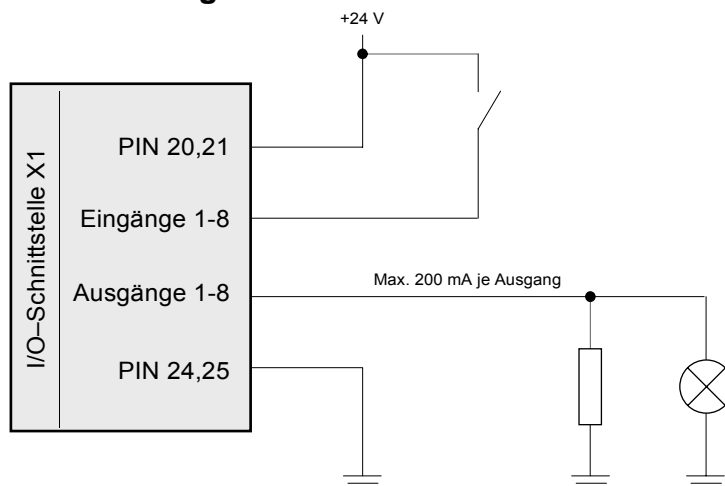 +24 V
I/O–Schnittstelle X1
PIN 20,21
Eingänge 1-8
Ausgänge 1-8
Max. 200 mA je Ausgang
PIN 24,25